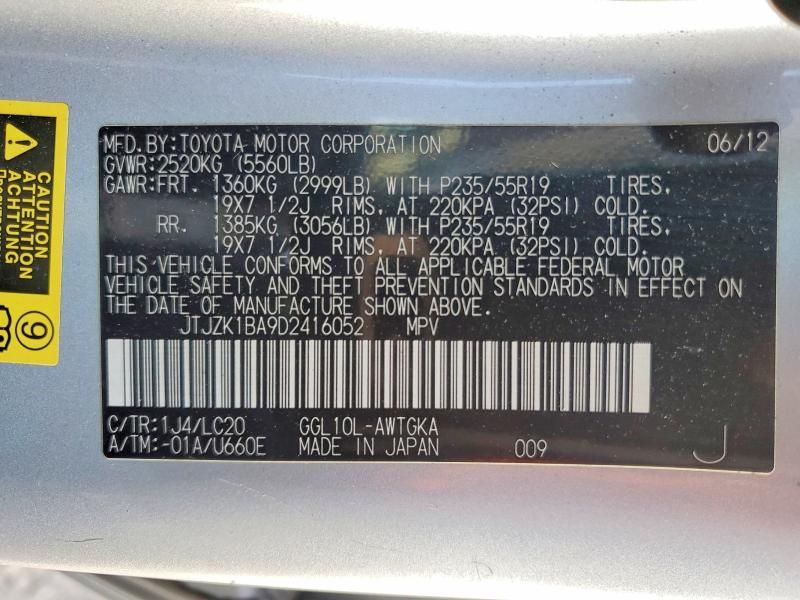 MFD.BY:TOYOTA MOTOR CORPORATION 06/12
GVWR:2520KG (5560LB)
GAWR:FRT. 1360KG (2999LB) WITH P235/55R19 TIRES,
19X7 1/2J RIMS, AT 220KPA (32PSI) COLD.
RR. 1385KG (3056LB) WITH P235/55R19 TIRES,
19X7 1/2J RIMS, AT 220KPA (32PSI) COLD.
THIS VEHICLE CONFORMS TO ALL APPLICABLE FEDERAL MOTOR
VEHICLE SAFETY AND THEFT PREVENTION STANDARDS IN EFFECT ON
THE DATE OF MANUFACTURE SHOWN ABOVE.
JTJZK1BA9D2416052 MPV
C/TR:1J4/LC20 GGL10L-AWTGKA
A/TM:-01A/U660E MADE IN JAPAN 009 J
CAUTION
ATTENTION
ACHTUNG
9